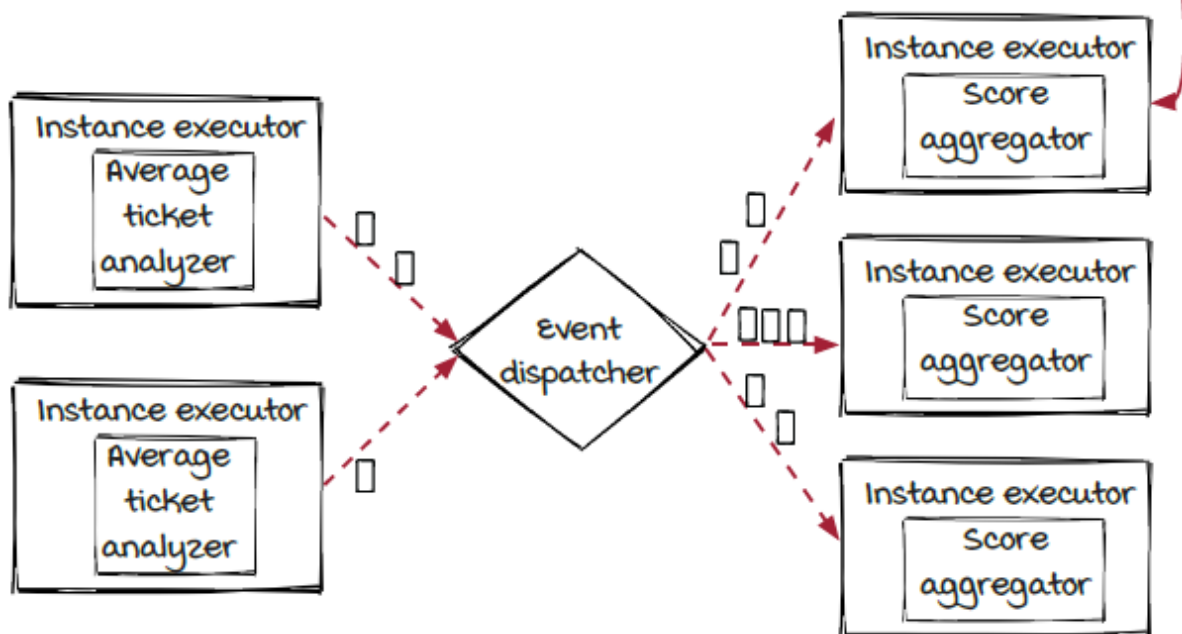 Instance executor
Average
ticket
analyzer
Instance executor
Average
ticket
analyzer
Event
dispatcher
Instance executor
Score
aggregator
Instance executor
Score
aggregator
Instance executor
Score
aggregator